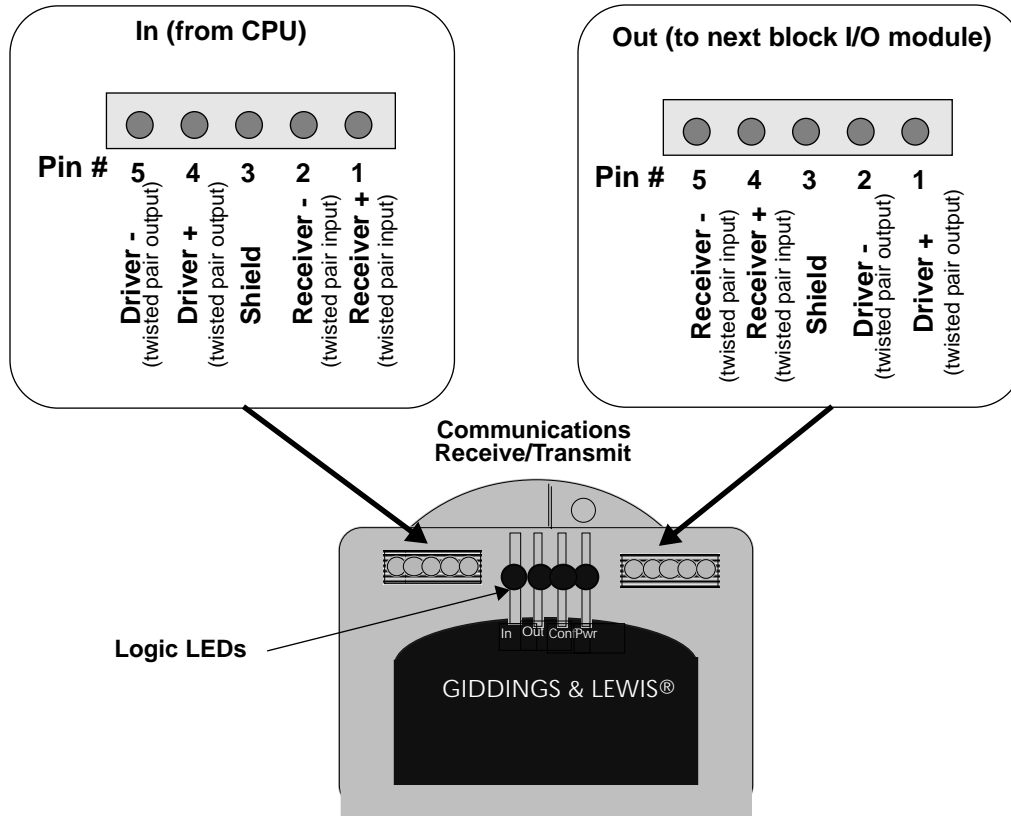 In (from CPU)
Pin # 5 4 3 2 1
Driver -
(twisted pair output)
Driver +
(twisted pair output)
Shield
Receiver -
(twisted pair input)
Receiver +
(twisted pair input)
Out (to next block I/O module)
Pin # 5 4 3 2 1
Receiver -
(twisted pair input)
Receiver +
(twisted pair input)
Shield
Driver -
(twisted pair output)
Driver +
(twisted pair output)
Communications
Receive/Transmit
In Out Con Pwr
Logic LEDs
GIDDINGS & LEWIS®